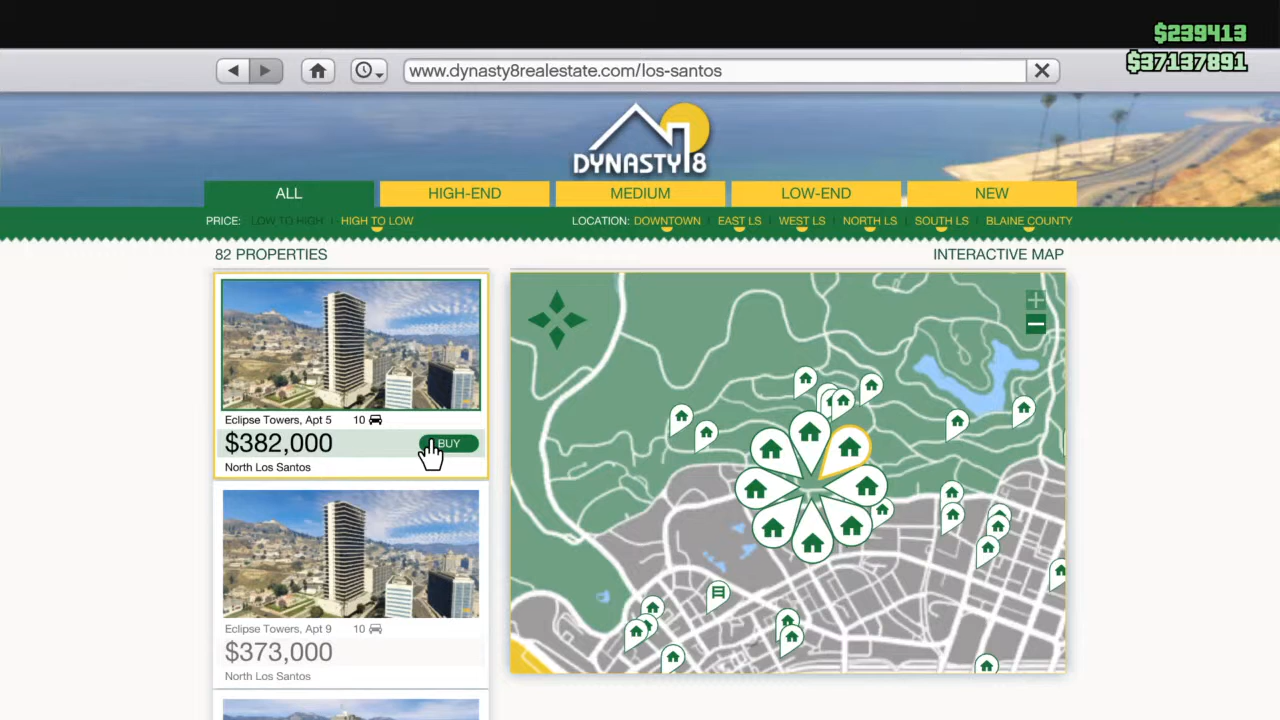 $239413
$37137891
www.dynasty8realestate.com/los-santos
DYNASTY 8
ALL HIGH-END MEDIUM LOW-END NEW
PRICE: LOW TO HIGH HIGH TO LOW LOCATION: DOWNTOWN EAST LS WEST LS NORTH LS SOUTH LS BLAINE COUNTY
82 PROPERTIES INTERACTIVE MAP
Eclipse Towers, Apt 5 10
$382,000 BUY
North Los Santos
Eclipse Towers, Apt 9 10
$373,000
North Los Santos